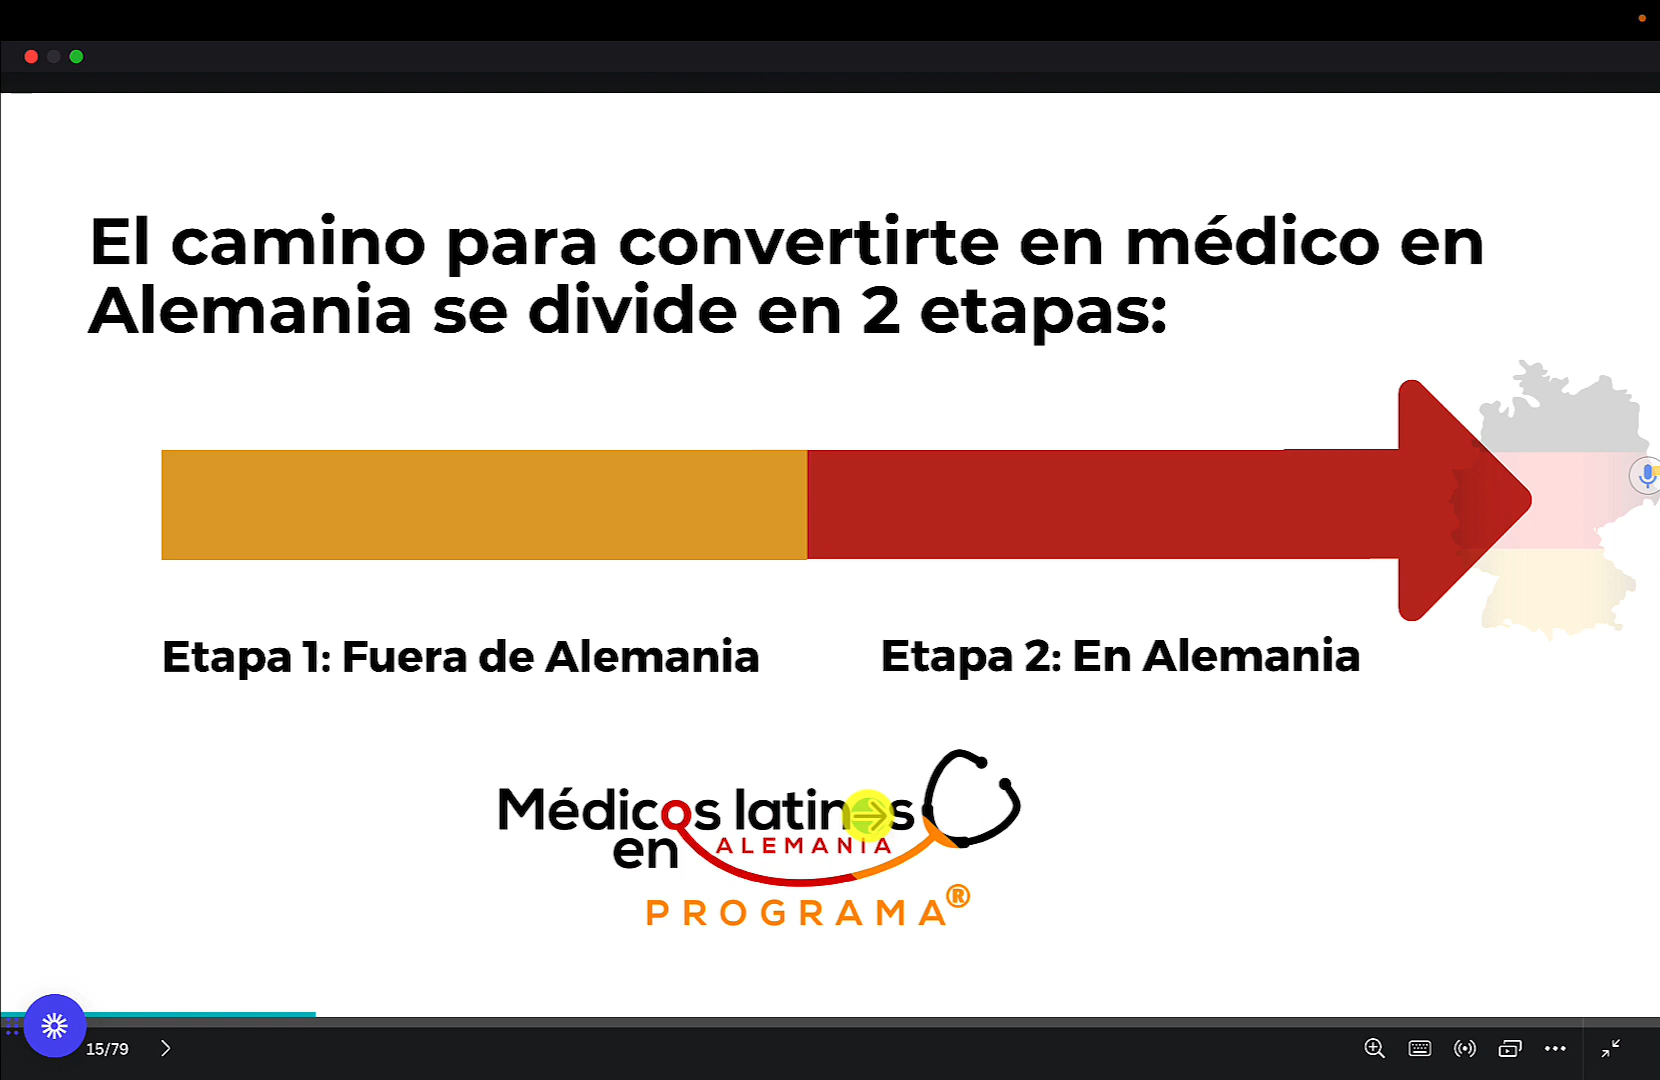 El camino para convertirte en médico en
Alemania se divide en 2 etapas:
Etapa 1: Fuera de Alemania
Etapa 2: En Alemania
Médicos latinos
en ALEMANIA
PROGRAMA®
15/79